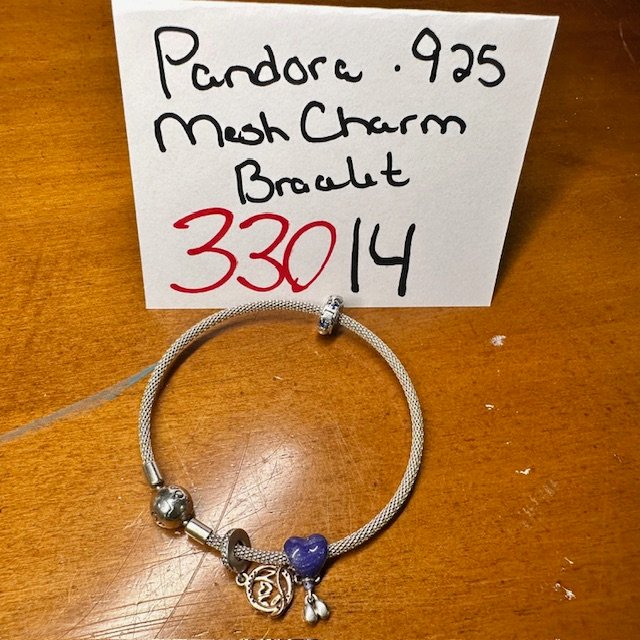 Pandora .925
Mesh Charm
Bracelet
33014